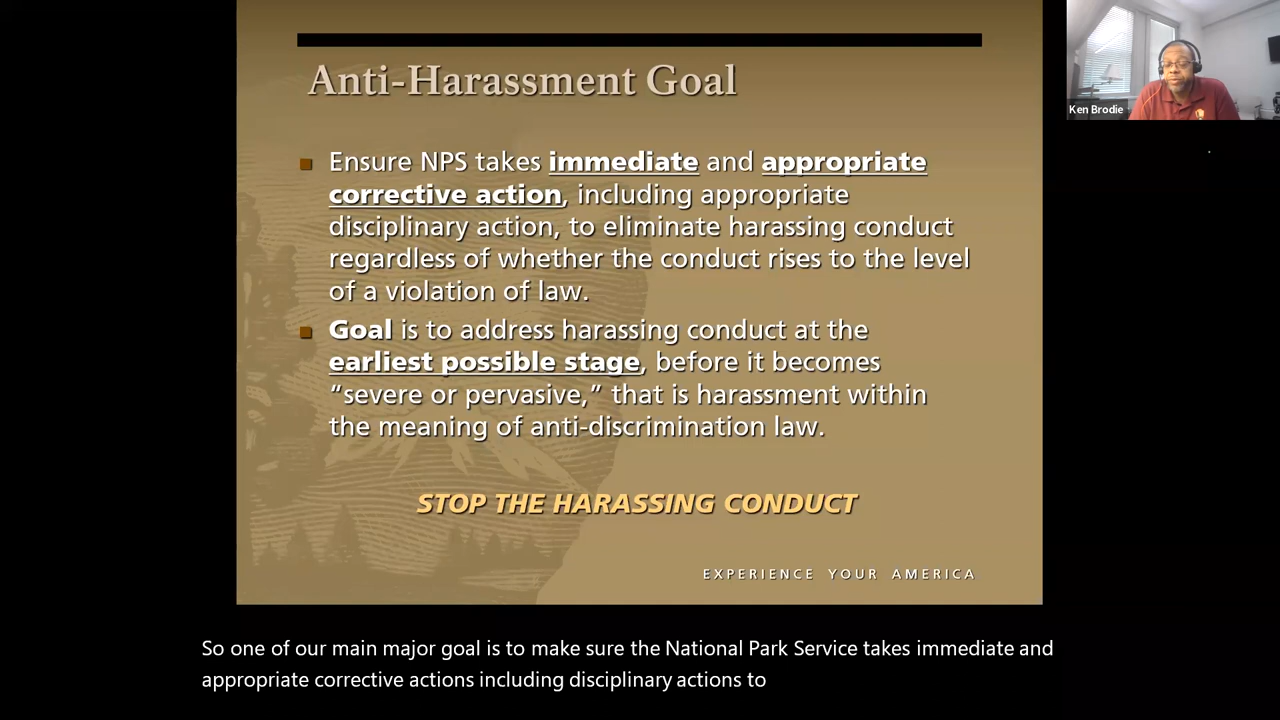 Anti-Harassment Goal
Ensure NPS takes immediate and appropriate
corrective action, including appropriate
disciplinary action, to eliminate harassing conduct
regardless of whether the conduct rises to the level
of a violation of law.
Goal is to address harassing conduct at the
earliest possible stage, before it becomes
“severe or pervasive,” that is harassment within
the meaning of anti-discrimination law.
STOP THE HARASSING CONDUCT
EXPERIENCE YOUR AMERICA
Ken Brodie
So one of our main major goal is to make sure the National Park Service takes immediate and
appropriate corrective actions including disciplinary actions to